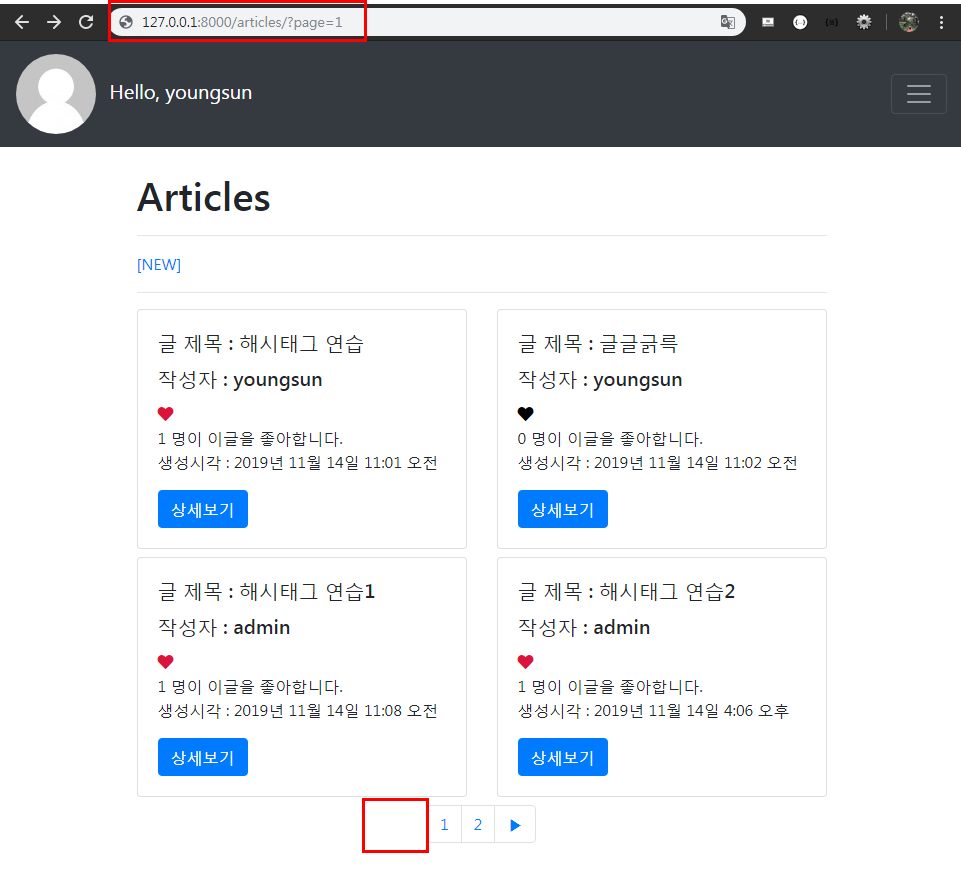 127.0.0.1:8000/articles/?page=1
Hello, youngsun
Articles
[NEW]
글 제목 : 해시태그 연습
작성자 : youngsun
1 명이 이글을 좋아합니다.
생성시각 : 2019년 11월 14일 11:01 오전
상세보기
글 제목 : 글글긁륵
작성자 : youngsun
0 명이 이글을 좋아합니다.
생성시각 : 2019년 11월 14일 11:02 오전
상세보기
글 제목 : 해시태그 연습1
작성자 : admin
1 명이 이글을 좋아합니다.
생성시각 : 2019년 11월 14일 11:08 오전
상세보기
글 제목 : 해시태그 연습2
작성자 : admin
1 명이 이글을 좋아합니다.
생성시각 : 2019년 11월 14일 4:06 오후
상세보기
1 2 ▶